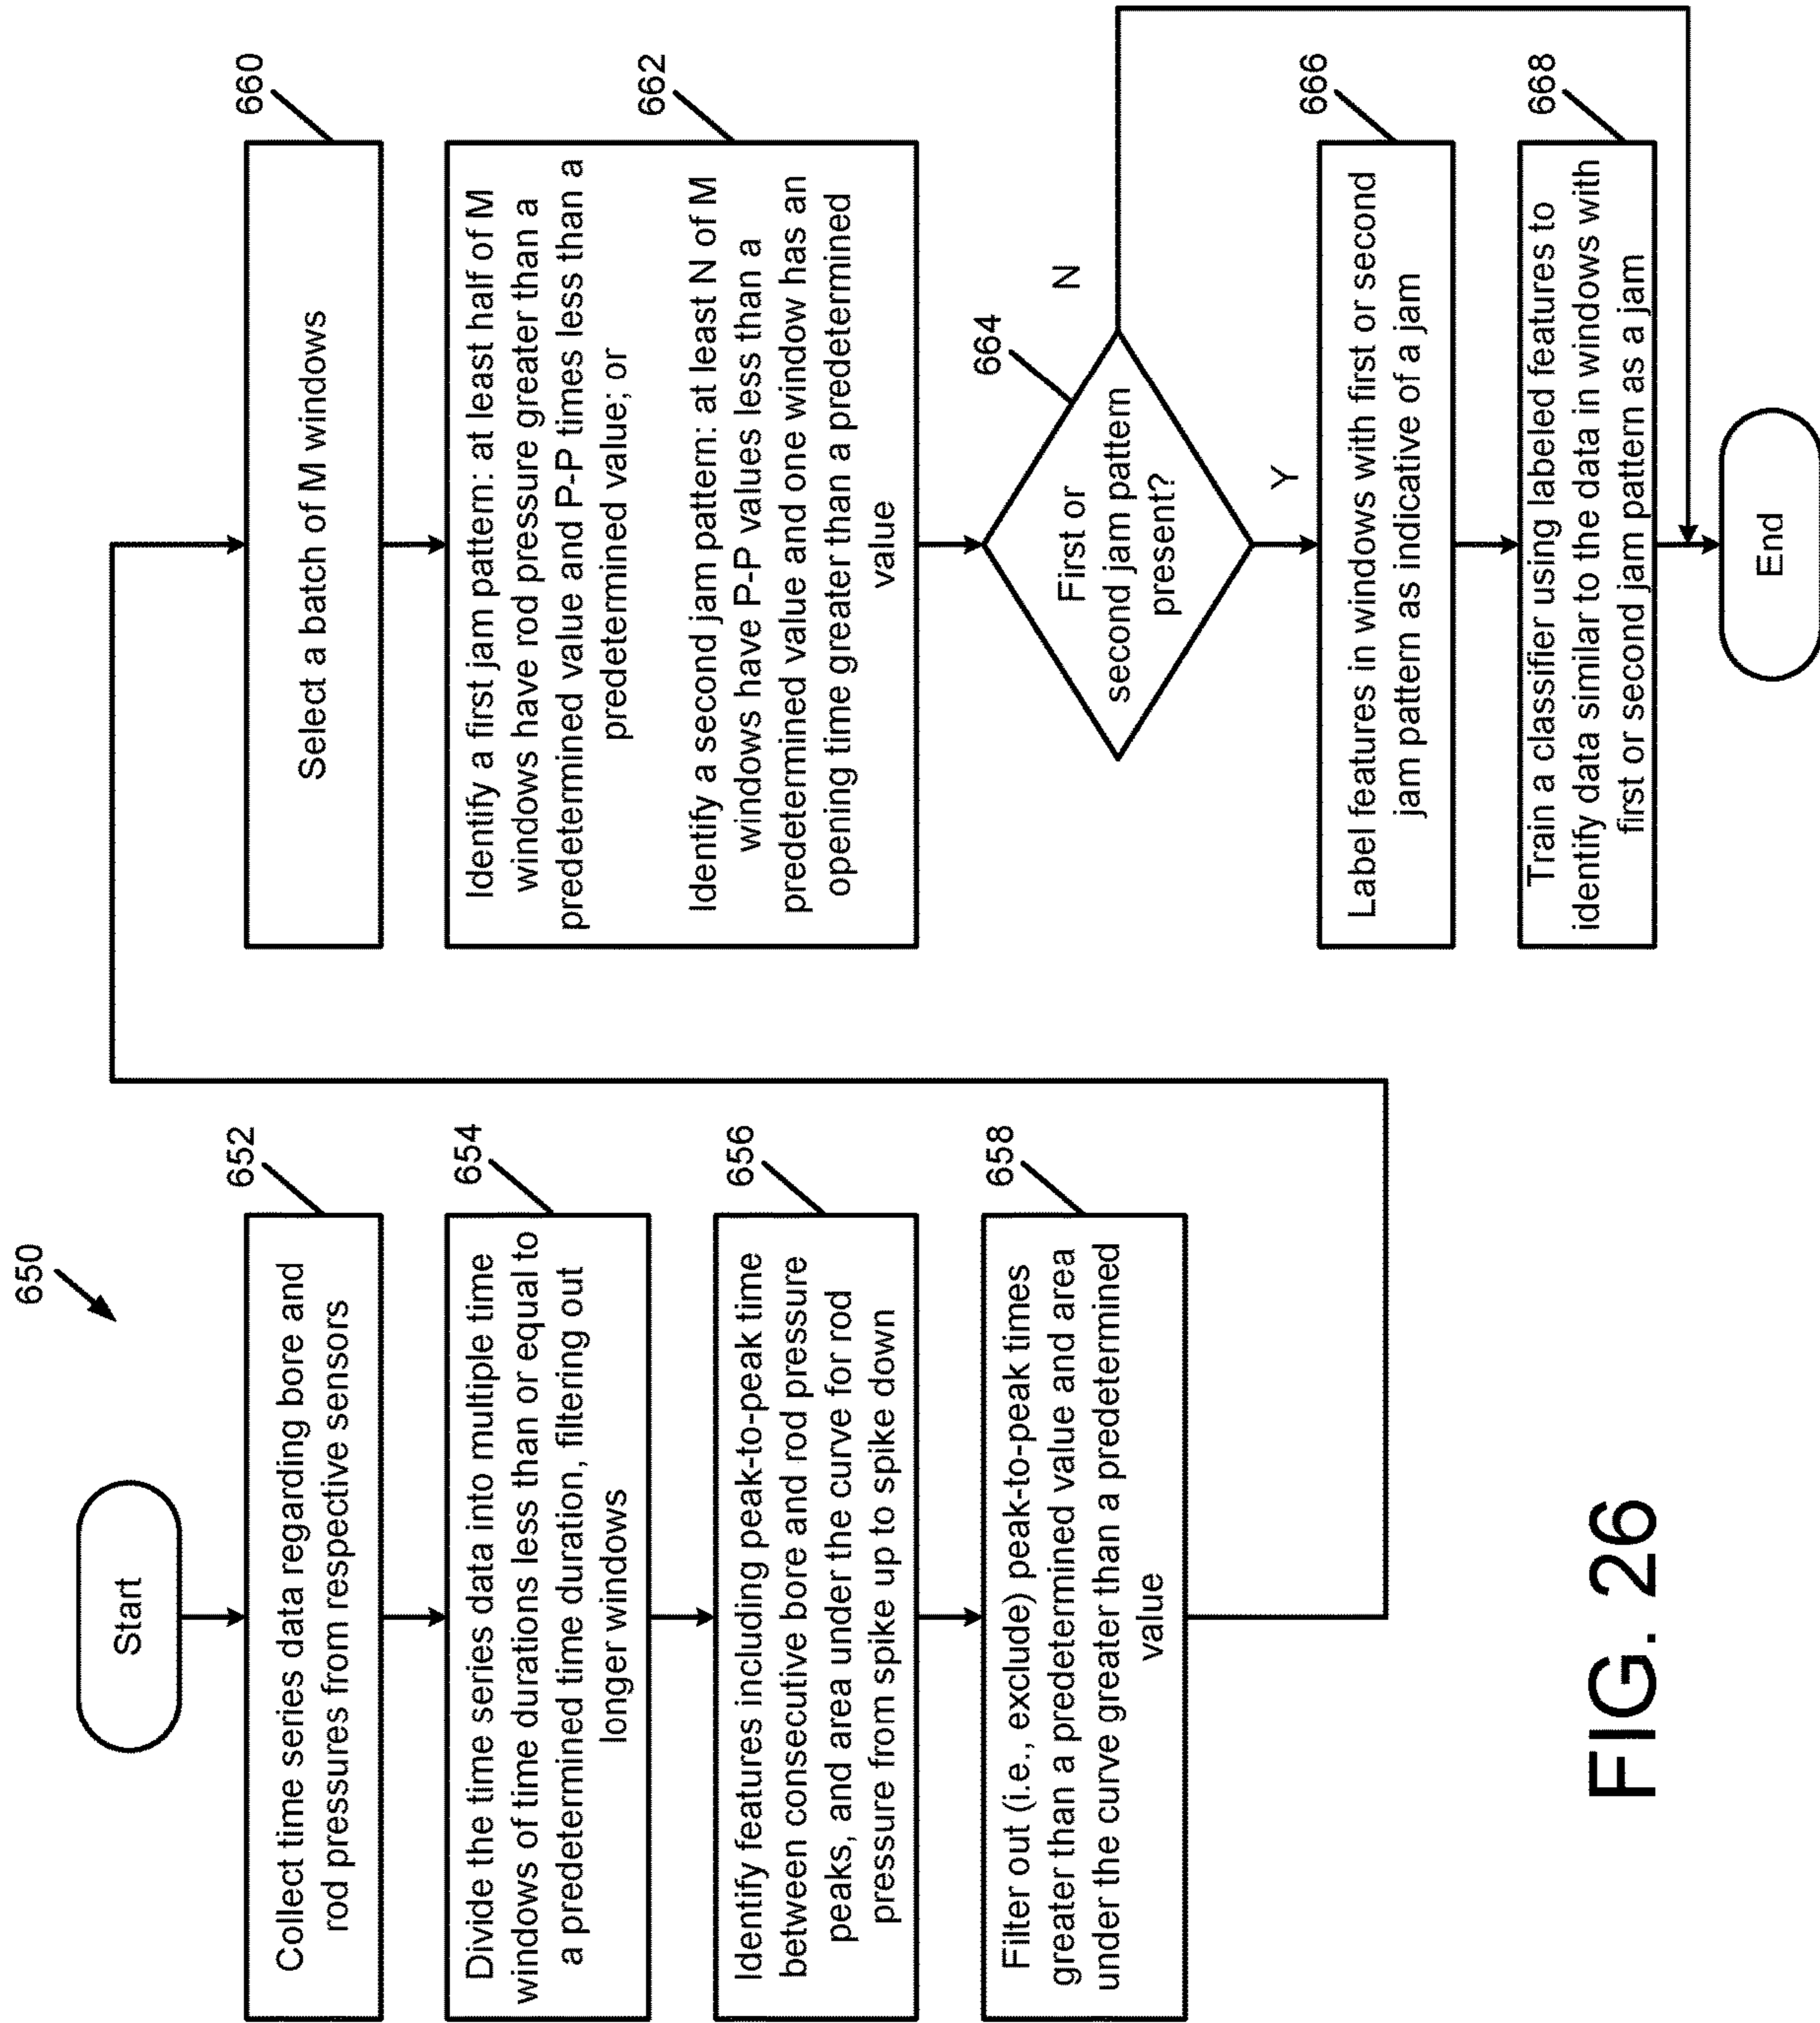 650
Start
652
Collect time series data regarding bore and
rod pressures from respective sensors
654
Divide the time series data into multiple time
windows of time durations less than or equal to
a predetermined time duration, filtering out
longer windows
656
Identify features including peak-to-peak time
between consecutive bore and rod pressure
peaks, and area under the curve for rod
pressure from spike up to spike down
658
Filter out (i.e., exclude) peak-to-peak times
greater than a predetermined value and area
under the curve greater than a predetermined
value
660
Select a batch of M windows
662
Identify a first jam pattern: at least half of M
windows have rod pressure greater than a
predetermined value and P-P times less than a
predetermined value; or
Identify a second jam pattern: at least N of M
windows have P-P values less than a
predetermined value and one window has an
opening time greater than a predetermined
value
664
First or
second jam pattern
present?
N
Y
666
Label features in windows with first or second
jam pattern as indicative of a jam
668
Train a classifier using labeled features to
identify data similar to the data in windows with
first or second jam pattern as a jam
End
FIG. 26